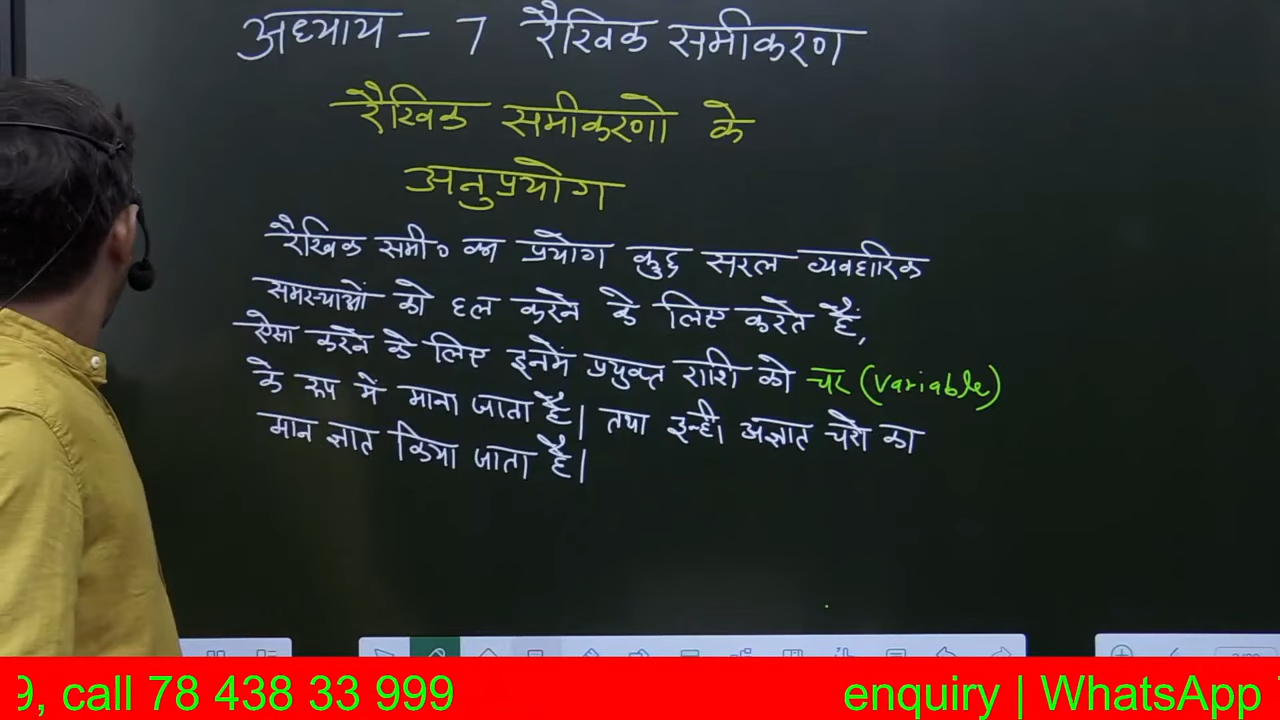 अध्याय - 7 रैखिक समीकरण
रैखिक समीकरणो के
अनुप्रयोग
रैखिक समी० का प्रयोग कुछ सरल व्यवहारिक
समस्याओं को हल करने के लिए करते हैं,
ऐसा करने के लिए इनमें प्रयुक्त राशि को चर (variable)
के रूप में माना जाता है। तथा इन्ही अज्ञात चरो का
मान ज्ञात किया जाता है।
9, call 78 438 33 999 enquiry | WhatsApp